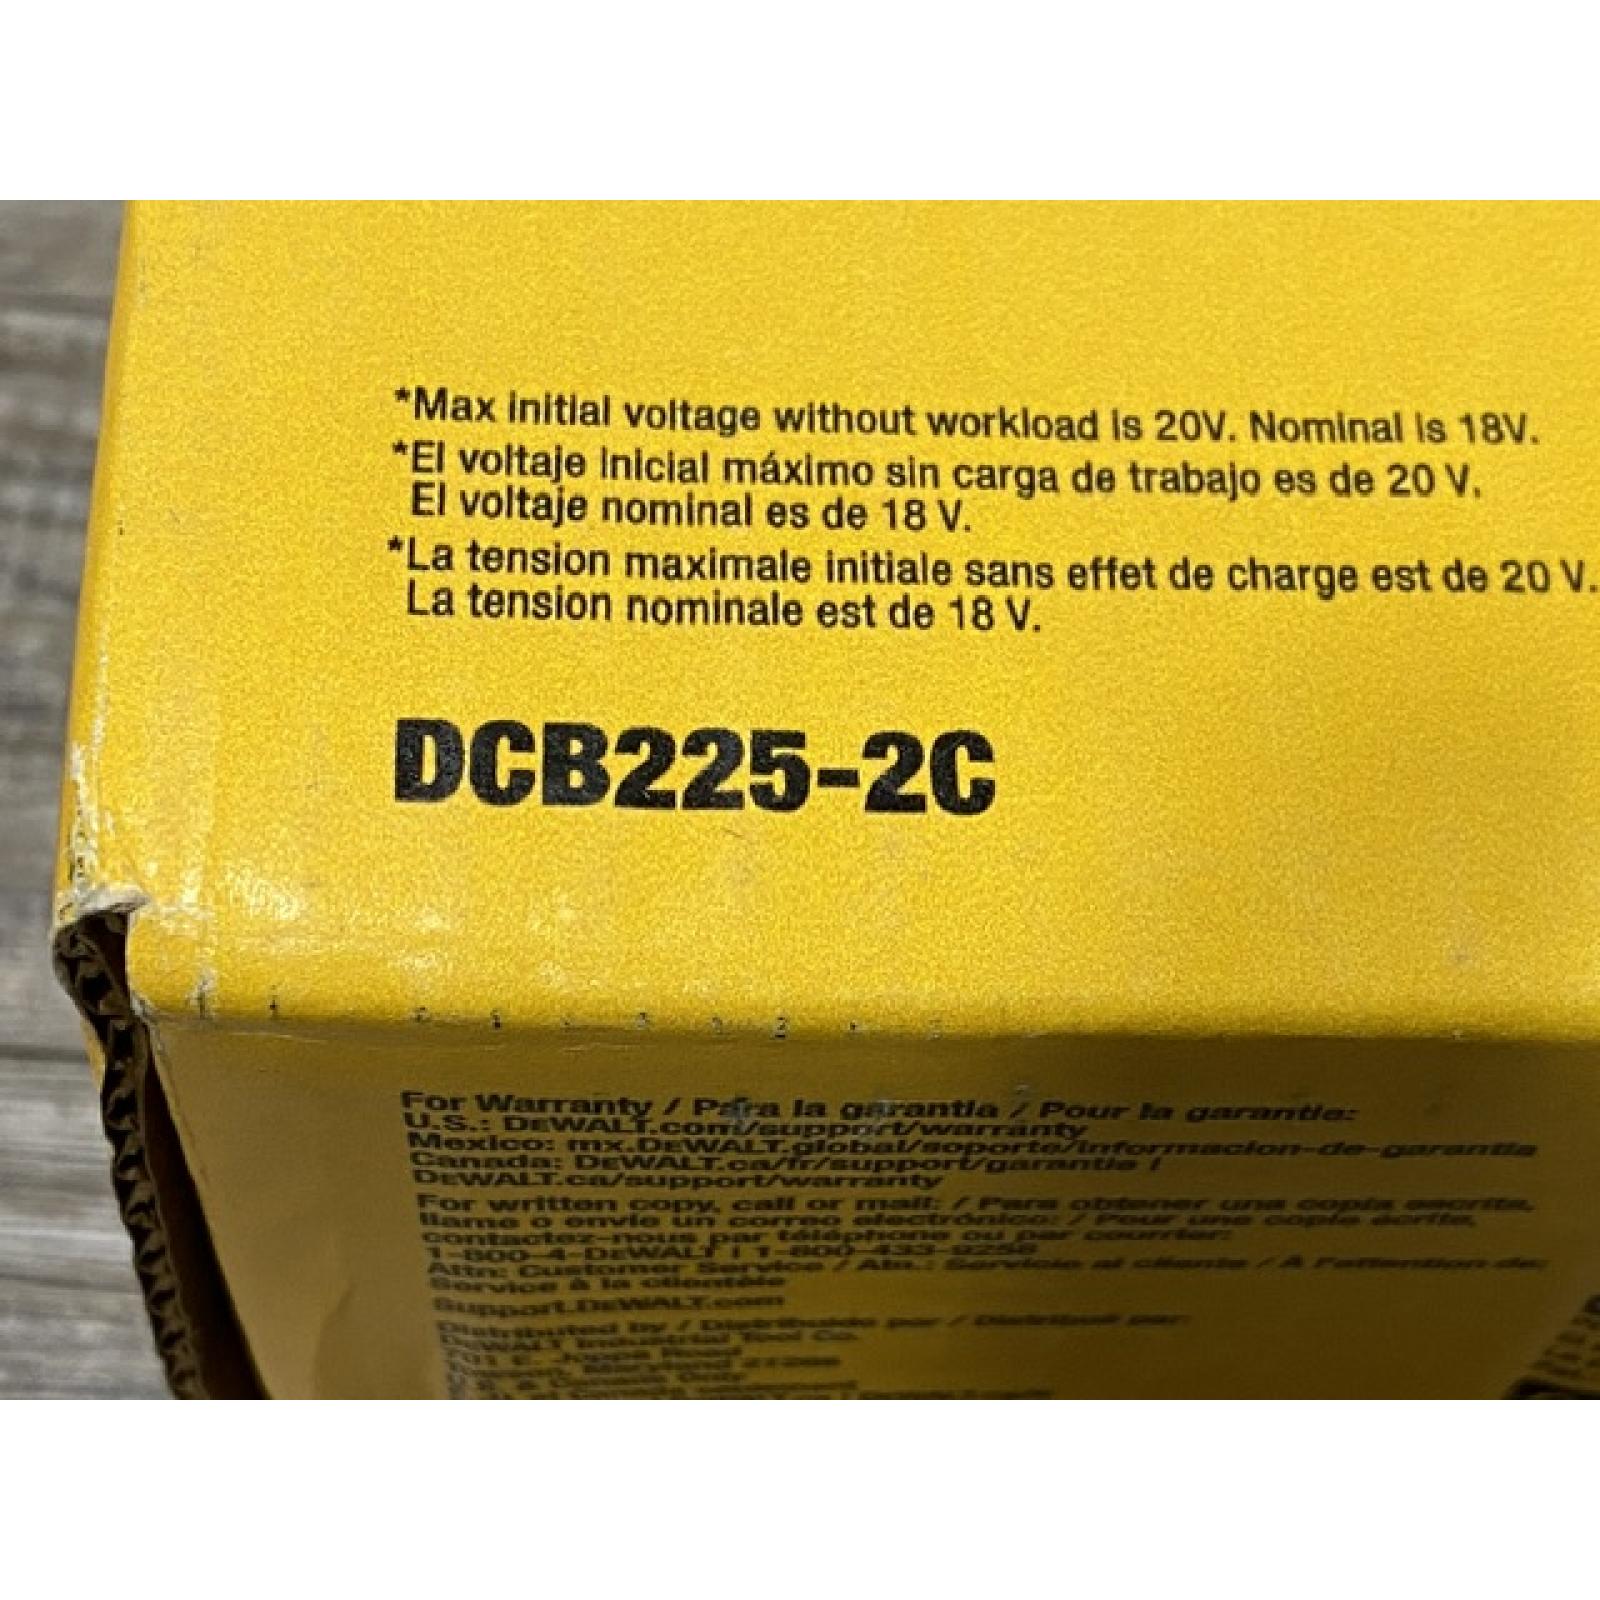 *Max initial voltage without workload is 20V. Nominal is 18V.
*El voltaje inicial máximo sin carga de trabajo es de 20 V.
El voltaje nominal es de 18 V.
*La tension maximale initiale sans effet de charge est de 20 V.
La tension nominale est de 18 V.
DCB225-2C
For Warranty / Para la garantia / Pour la garantie:
U.S.: DEWALT.com/support/warranty
Mexico: mx.DEWALT.global/soporte/informacion-de-garantia
Canada: DEWALT.ca/fr/support/garantie |
DEWALT.ca/support/warranty
For written copy, call or mail: / Para obtener una copia escrita,
llame o envíe un correo electrónico: / Pour une copie écrite,
contactez-nous par téléphone ou par courrier:
1-800-4-DEWALT | 1-800-433-9258
Attn: Customer Service / Atn.: Servicio al cliente / À l'attention de:
Service à la clientèle
Support.DEWALT.com
Distributed by / Distribuido por / Distribué par:
DEWALT Industrial Tool Co.
701 E. Joppa Road